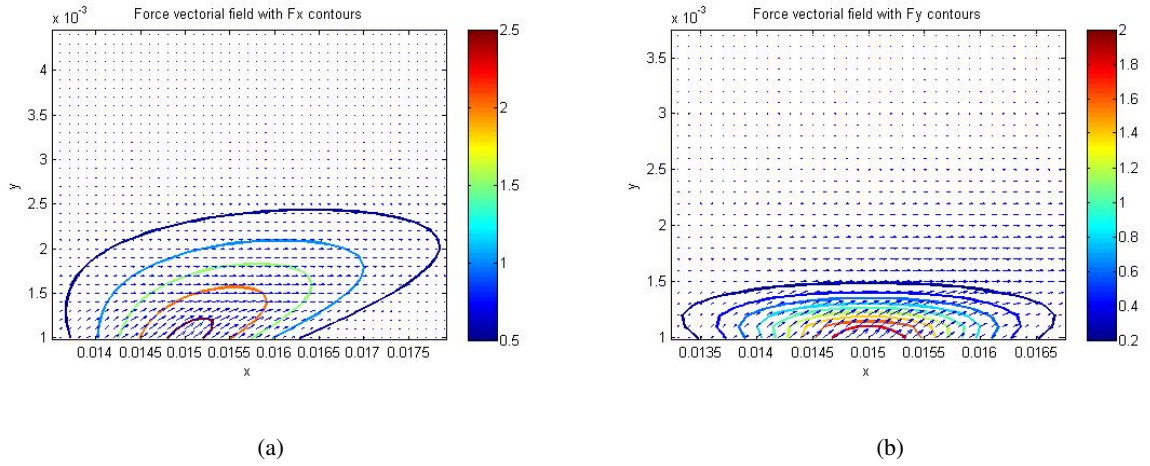 x 10⁻³
Force vectorial field with Fx contours
4
3.5
3
2.5
2
1.5
1
y
0.014 0.0145 0.015 0.0155 0.016 0.0165 0.017 0.0175
x
2.5
2
1.5
1
0.5
(a)
x 10⁻³
Force vectorial field with Fy contours
3.5
3
2.5
2
1.5
1
y
0.0135 0.014 0.0145 0.015 0.0155 0.016 0.0165
x
2
1.8
1.6
1.4
1.2
1
0.8
0.6
0.4
0.2
(b)